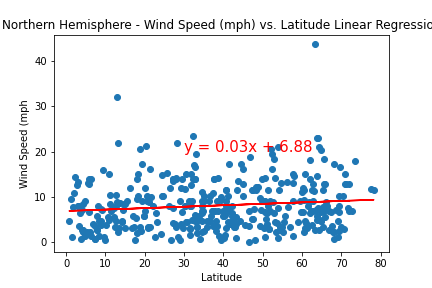 Northern Hemisphere - Wind Speed (mph) vs. Latitude Linear Regressio
40
30
20
10
0
Wind Speed (mph
y = 0.03x + 6.88
0 10 20 30 40 50 60 70 80
Latitude